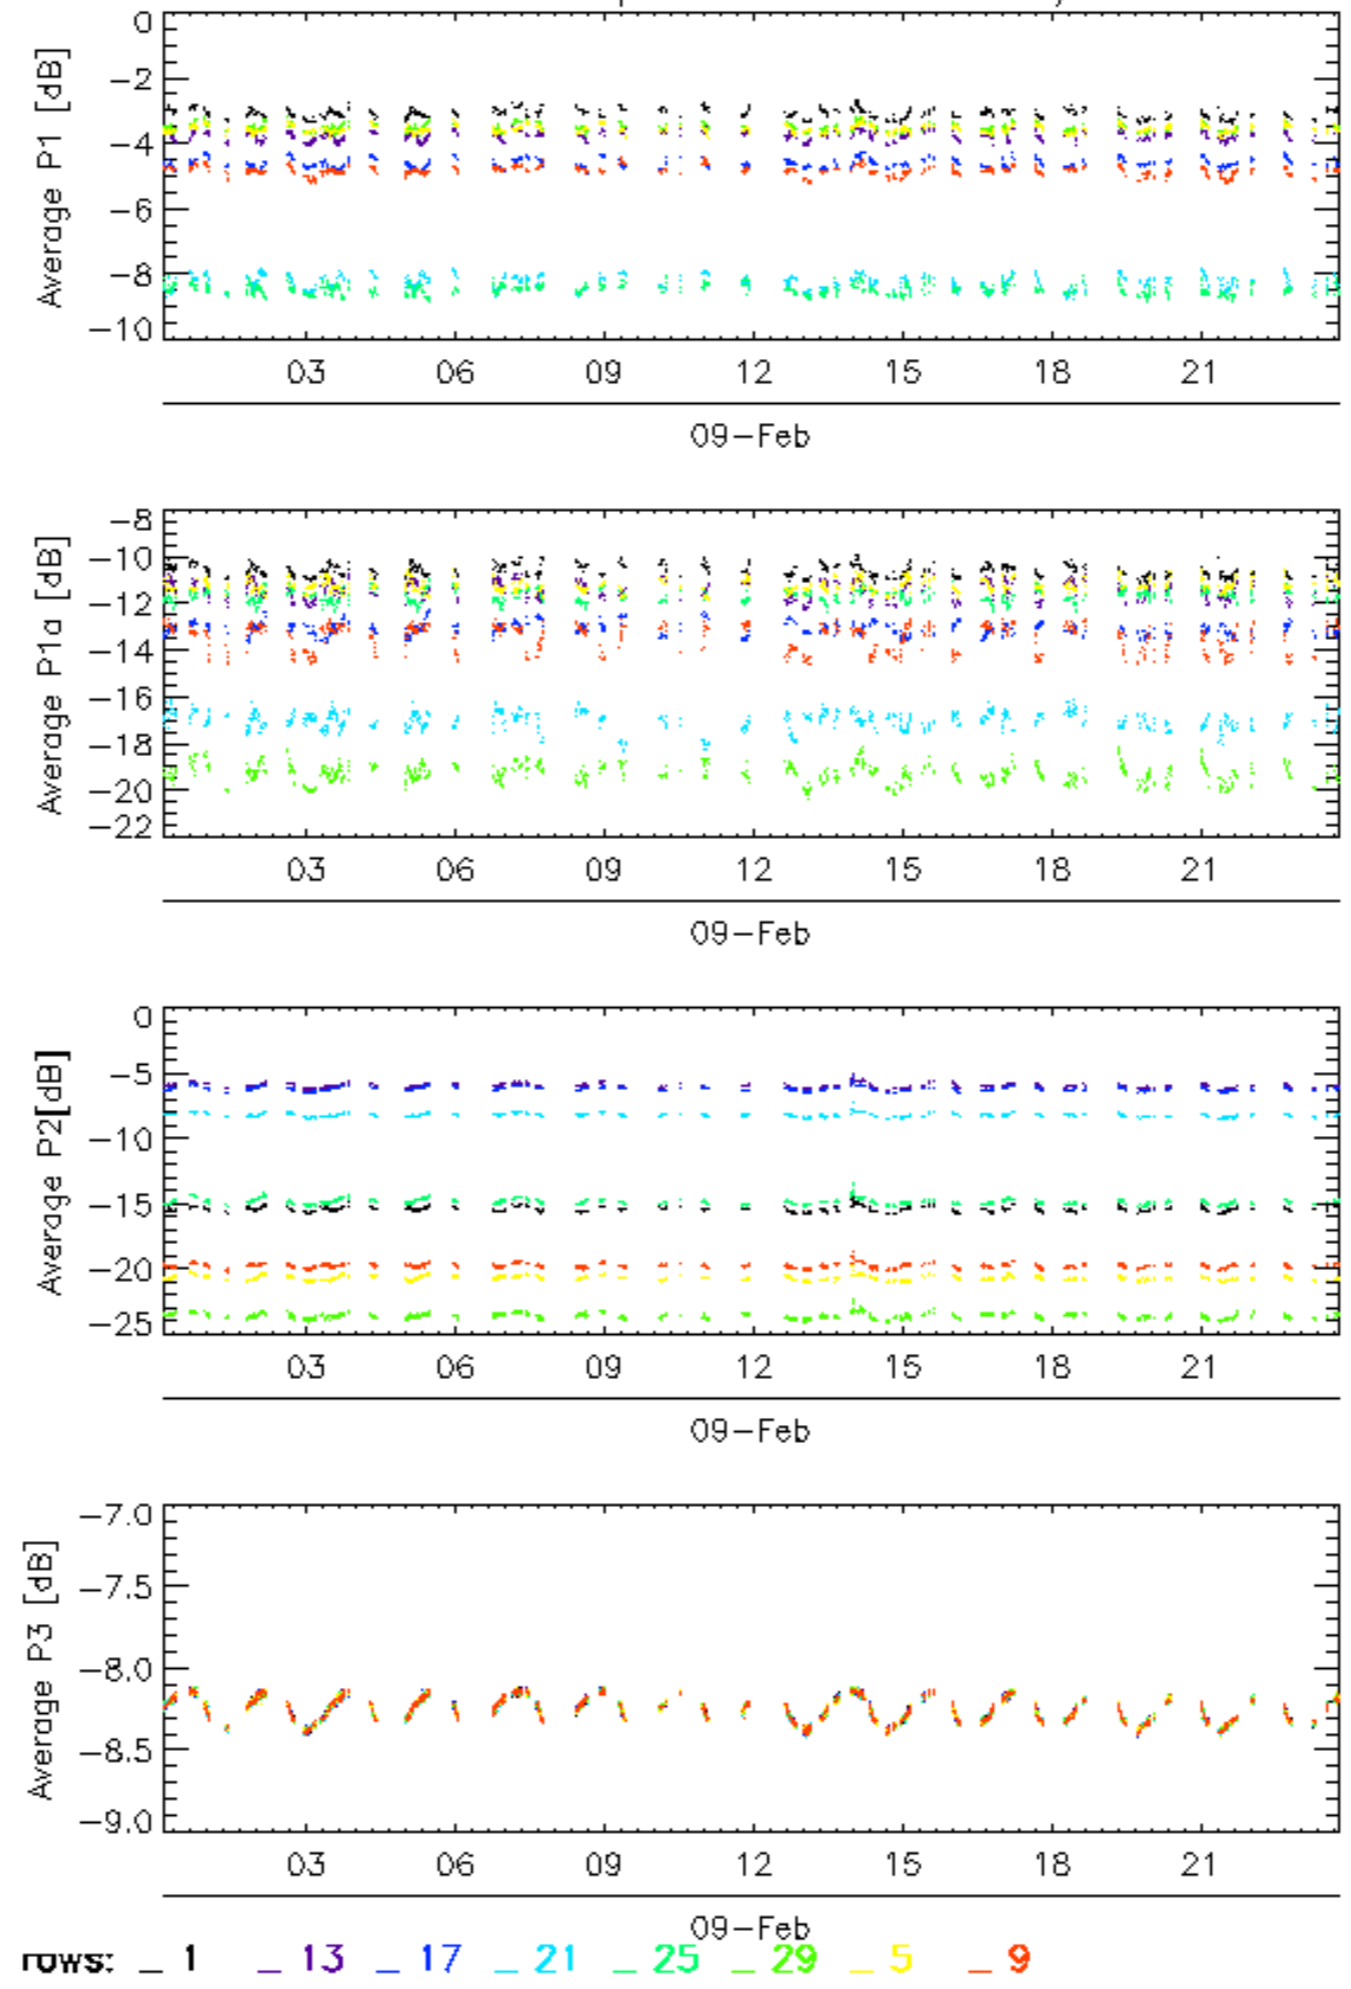 Average P1 [dB]
0
−2
−4
−6
−8
−10
03 06 09 12 15 18 21
09−Feb
Average P1a [dB]
−8
−10
−12
−14
−16
−18
−20
−22
03 06 09 12 15 18 21
09−Feb
Average P2[dB]
0
−5
−10
−15
−20
−25
03 06 09 12 15 18 21
09−Feb
Average P3 [dB]
−7.0
−7.5
−8.0
−8.5
−9.0
03 06 09 12 15 18 21
09−Feb
rows: _ 1 _ 13 _ 17 _ 21 _ 25 _ 29 _ 5 _ 9